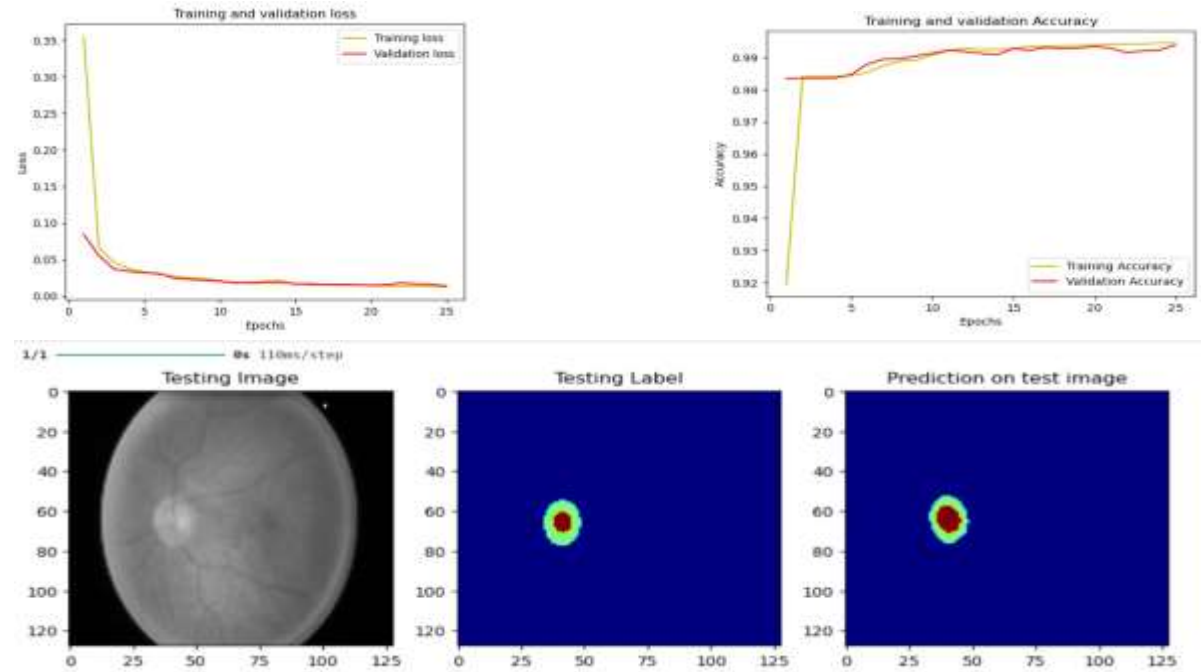 Training and validation loss
0.35
0.30
0.25
0.20
0.15
0.10
0.05
0.00
Loss
Training loss
Validation loss
0 5 10 15 20 25
Epochs
Training and validation Accuracy
0.99
0.98
0.97
0.96
0.95
0.94
0.93
0.92
Accuracy
Training Accuracy
Validation Accuracy
0 5 10 15 20 25
Epochs
1/1 0s 110ms/step
Testing Image
0
20
40
60
80
100
120
0 25 50 75 100 125
Testing Label
0
20
40
60
80
100
120
0 50 100
Prediction on test image
0
20
40
60
80
100
120
0 25 50 75 100 125